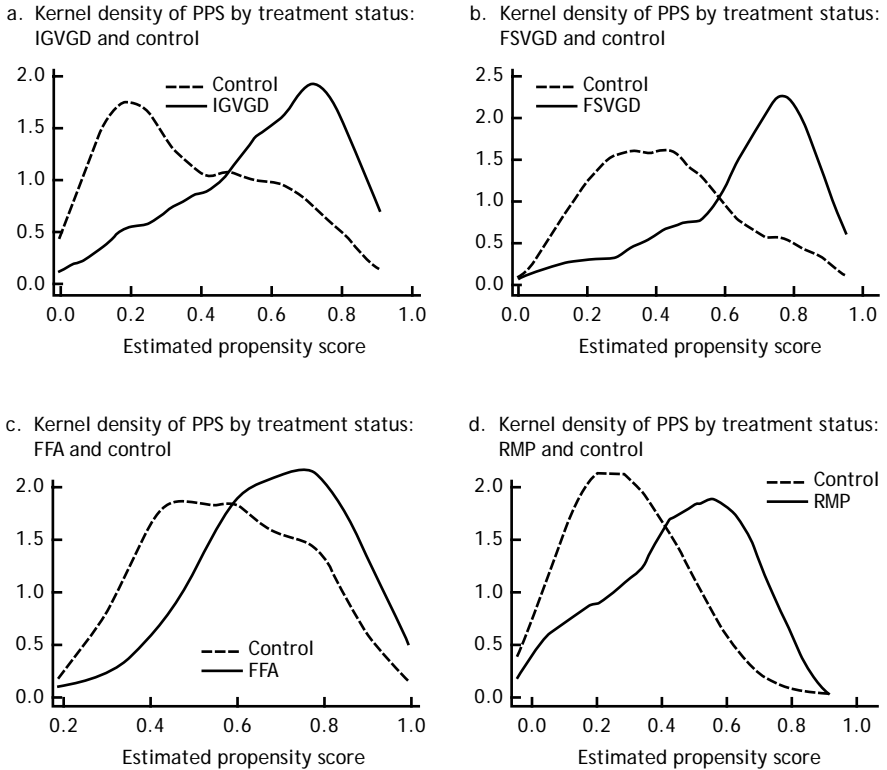 a. Kernel density of PPS by treatment status:
IGVGD and control
2.0
1.5
1.0
0.5
0.0
Control
IGVGD
0.0 0.2 0.4 0.6 0.8 1.0
Estimated propensity score
b. Kernel density of PPS by treatment status:
FSVGD and control
2.5
2.0
1.5
1.0
0.5
0.0
Control
FSVGD
0.0 0.2 0.4 0.6 0.8 1.0
Estimated propensity score
c. Kernel density of PPS by treatment status:
FFA and control
2.0
1.5
1.0
0.5
0.0
Control
FFA
0.2 0.4 0.6 0.8 1.0
Estimated propensity score
d. Kernel density of PPS by treatment status:
RMP and control
2.0
1.5
1.0
0.5
0.0
Control
RMP
0.0 0.2 0.4 0.6 0.8 1.0
Estimated propensity score